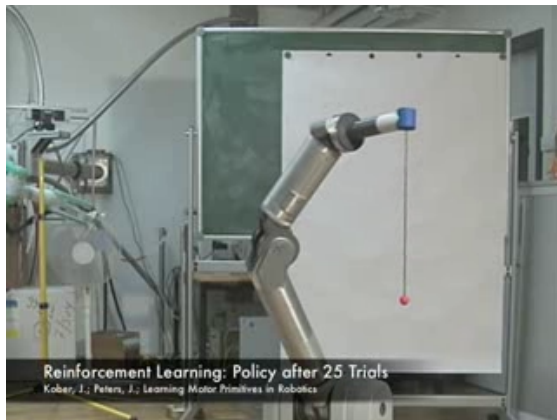 Reinforcement Learning: Policy after 25 Trials
Kober, J.; Peters, J.; Learning Motor Primitives in Robotics